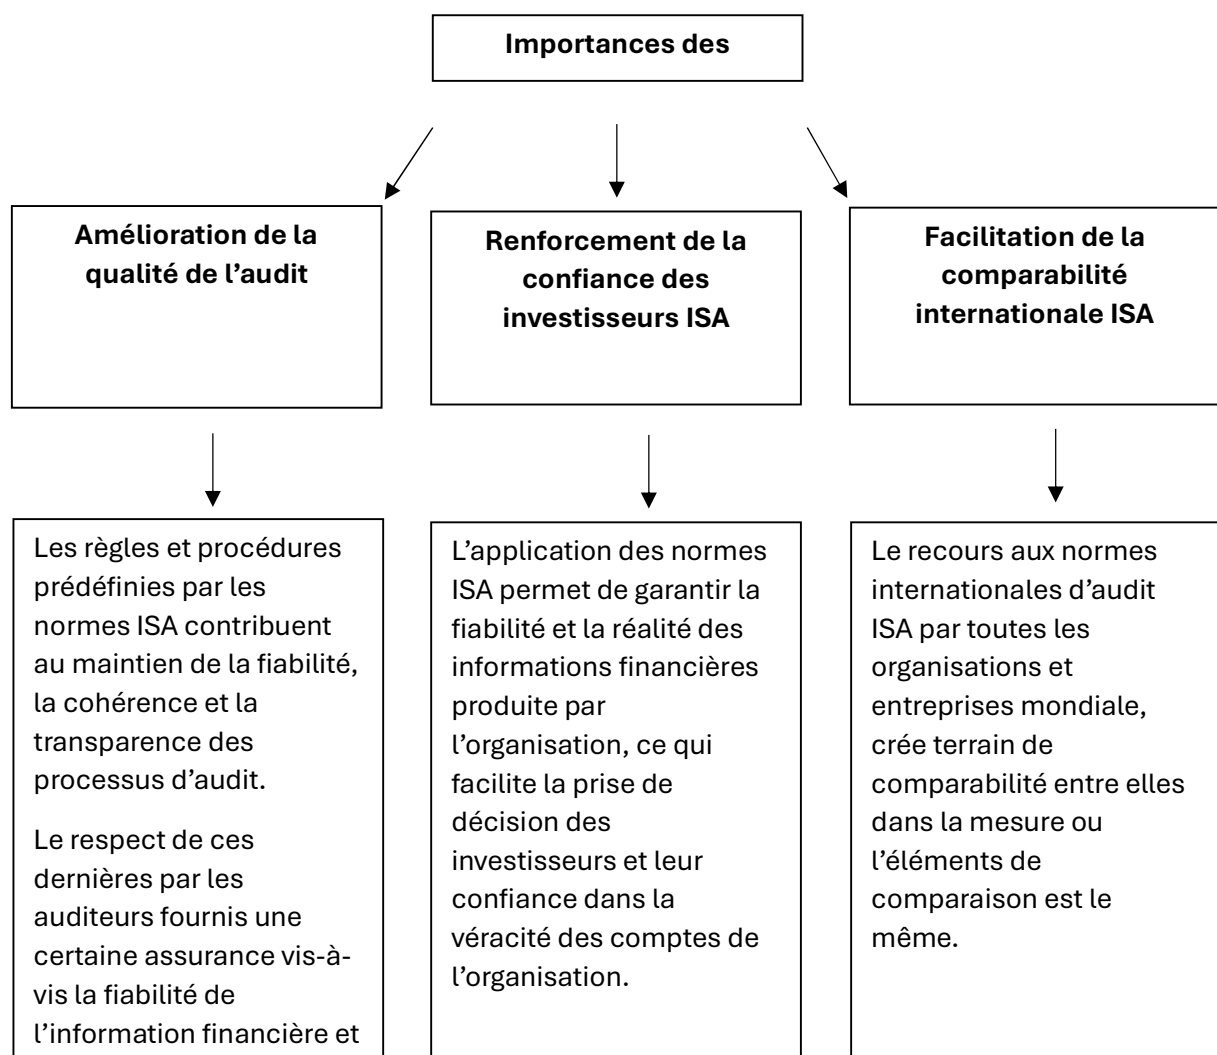 Importances des
Amélioration de la
qualité de l’audit
Renforcement de la
confiance des
investisseurs ISA
Facilitation de la
comparabilité
internationale ISA
Les règles et procédures
prédéfinies par les
normes ISA contribuent
au maintien de la fiabilité,
la cohérence et la
transparence des
processus d’audit.
Le respect de ces
dernières par les
auditeurs fournis une
certaine assurance vis-à-
vis la fiabilité de
l’information financière et
L’application des normes
ISA permet de garantir la
fiabilité et la réalité des
informations financières
produite par
l’organisation, ce qui
facilite la prise de
décision des
investisseurs et leur
confiance dans la
véracité des comptes de
l’organisation.
Le recours aux normes
internationales d’audit
ISA par toutes les
organisations et
entreprises mondiale,
crée terrain de
comparabilité entre elles
dans la mesure ou
l’éléments de
comparaison est le
même.